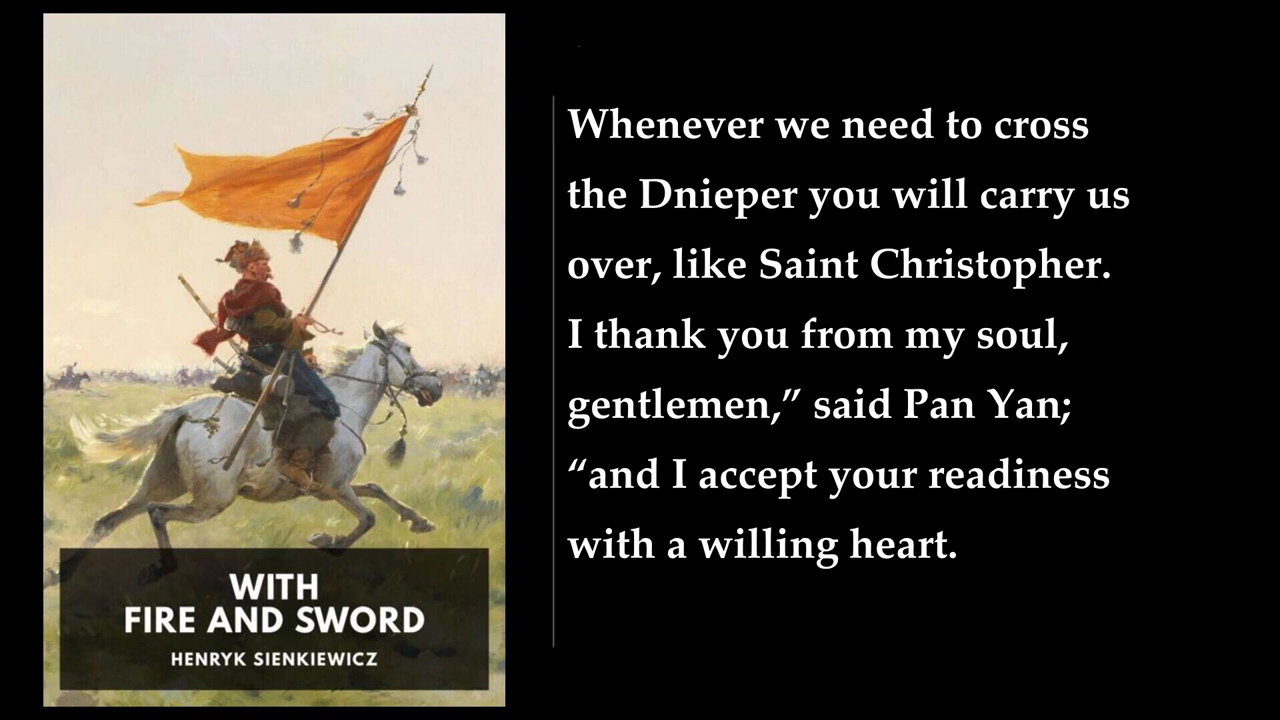 WITH
FIRE AND SWORD
HENRYK SIENKIEWICZ
Whenever we need to cross
the Dnieper you will carry us
over, like Saint Christopher.
I thank you from my soul,
gentlemen,” said Pan Yan;
“and I accept your readiness
with a willing heart.